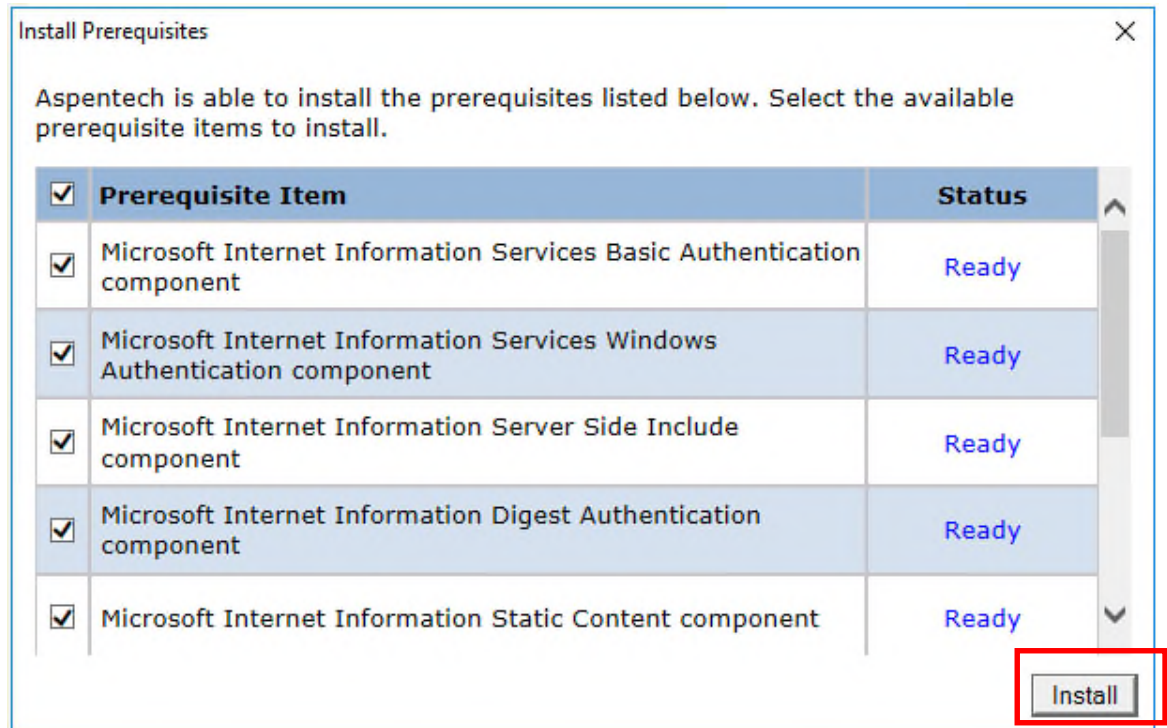 Install Prerequisites
Aspentech is able to install the prerequisites listed below. Select the available
prerequisite items to install.
Prerequisite Item Status
Microsoft Internet Information Services Basic Authentication
component
Ready
Microsoft Internet Information Services Windows
Authentication component
Ready
Microsoft Internet Information Server Side Include
component
Ready
Microsoft Internet Information Digest Authentication
component
Ready
Microsoft Internet Information Static Content component Ready
Install